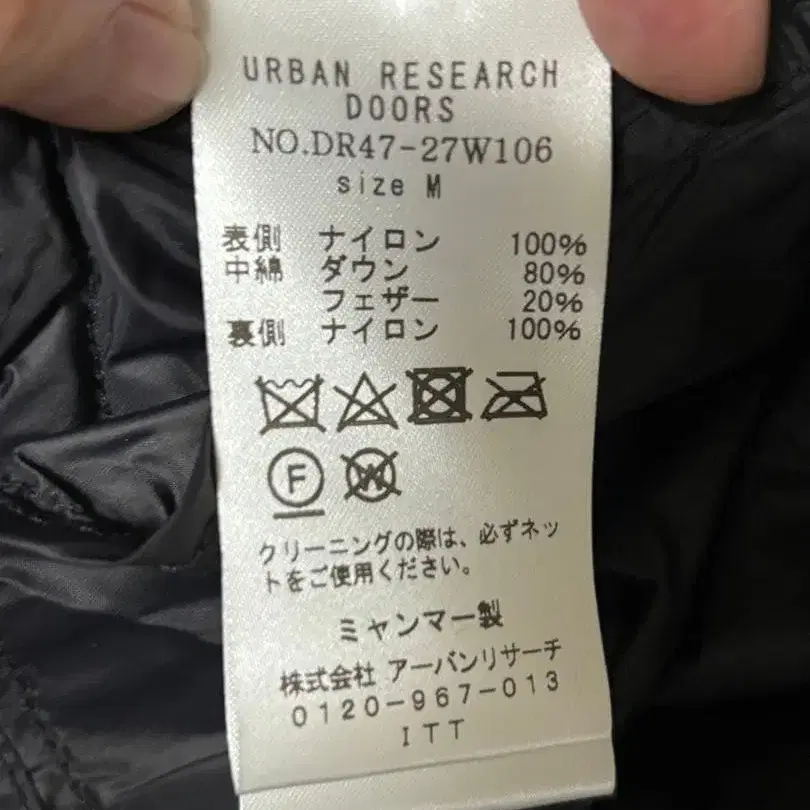 URBAN RESEARCH
DOORS
NO.DR47-27W106
size M
表側 ナイロン 100%
中綿 ダウン 80%
フェザー 20%
裏側 ナイロン 100%
F W
クリーニングの際は、必ずネッ
トをご使用ください。
ミャンマー製
株式会社 アーバンリサーチ
0120-967-013
ITT